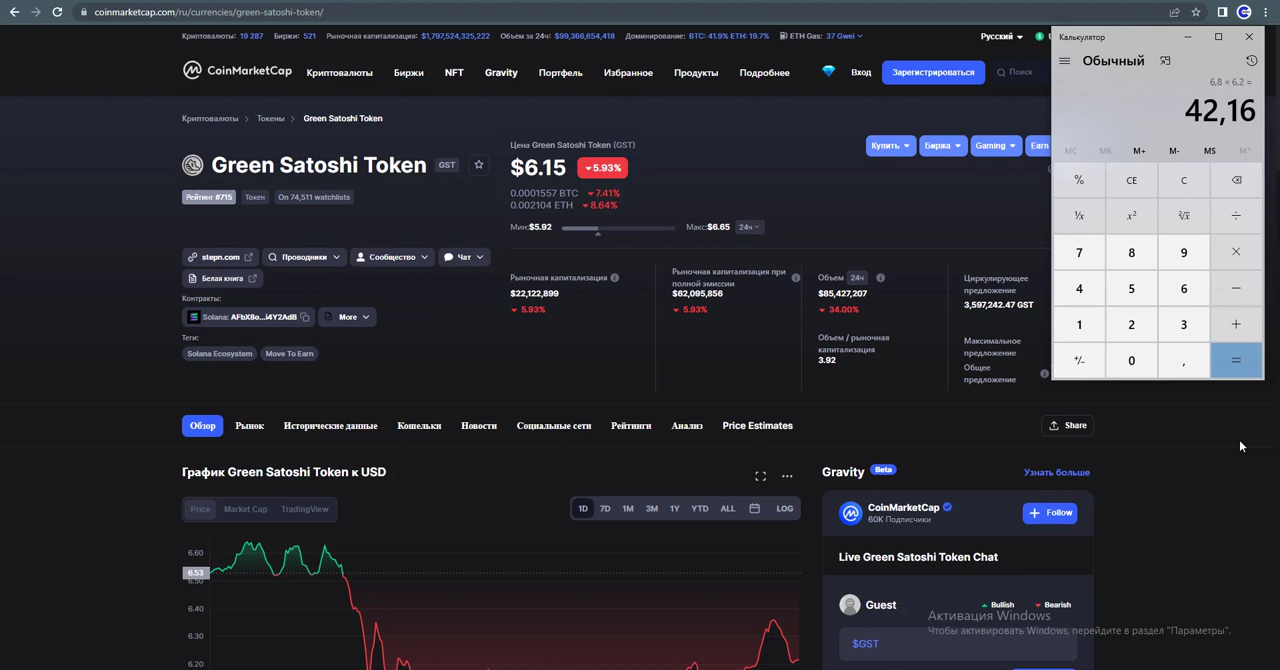 coinmarketcap.com/ru/currencies/green-satoshi-token/
Криптовалюты: 19 287 Биржи: 521 Рыночная капитализация: $1,797,524,325,222 Объем за 24ч: $99,366,654,418 Доминирование: BTC: 41.9% ETH: 19.7% ETH Gas: 37 Gwei Русский
CoinMarketCap Криптовалюты Биржи NFT Gravity Портфель Избранное Продукты Подробнее Вход Зарегистрироваться Поиск
Криптовалюты Токены Green Satoshi Token
Green Satoshi Token GST
Рейтинг #715 Токен On 74,511 watchlists
stepn.com Проводники Сообщество Чат
Белая книга
Контракты:
Solana: AFbX8o...i4Y2AdB More
Теги:
Solana Ecosystem Move To Earn
Цена Green Satoshi Token (GST)
$6.15 5.93%
0.0001557 BTC 7.41%
0.002104 ETH 8.64%
Мин:$5.92 Макс:$6.65 24ч
Купить Биржа Gaming Earn
Рыночная капитализация
$22,122,899
5.93%
Рыночная капитализация при полной эмиссии
$62,095,856
5.93%
Объем 24ч
$85,427,207
34.00%
Объем / рыночная капитализация
3.92
Циркулирующее предложение
3,597,242.47 GST
Максимальное предложение
Общее предложение
Калькулятор
Обычный
6,8 × 6,2 =
42,16
MC MR M+ M- MS M˅
% CE C
¹/x x² ²√x ÷
7 8 9 ×
4 5 6 −
1 2 3 +
+/− 0 , =
Обзор Рынок Исторические данные Кошельки Новости Социальные сети Рейтинги Анализ Price Estimates Share
График Green Satoshi Token к USD
Price Market Cap TradingView 1D 7D 1M 3M 1Y YTD ALL LOG
6.60
6.53
6.50
6.40
6.30
6.20
Gravity Beta Узнать больше
CoinMarketCap
60K Подписчики
+ Follow
Live Green Satoshi Token Chat
Guest Bullish Bearish
$GST
Активация Windows
Чтобы активировать Windows, перейдите в раздел "Параметры".